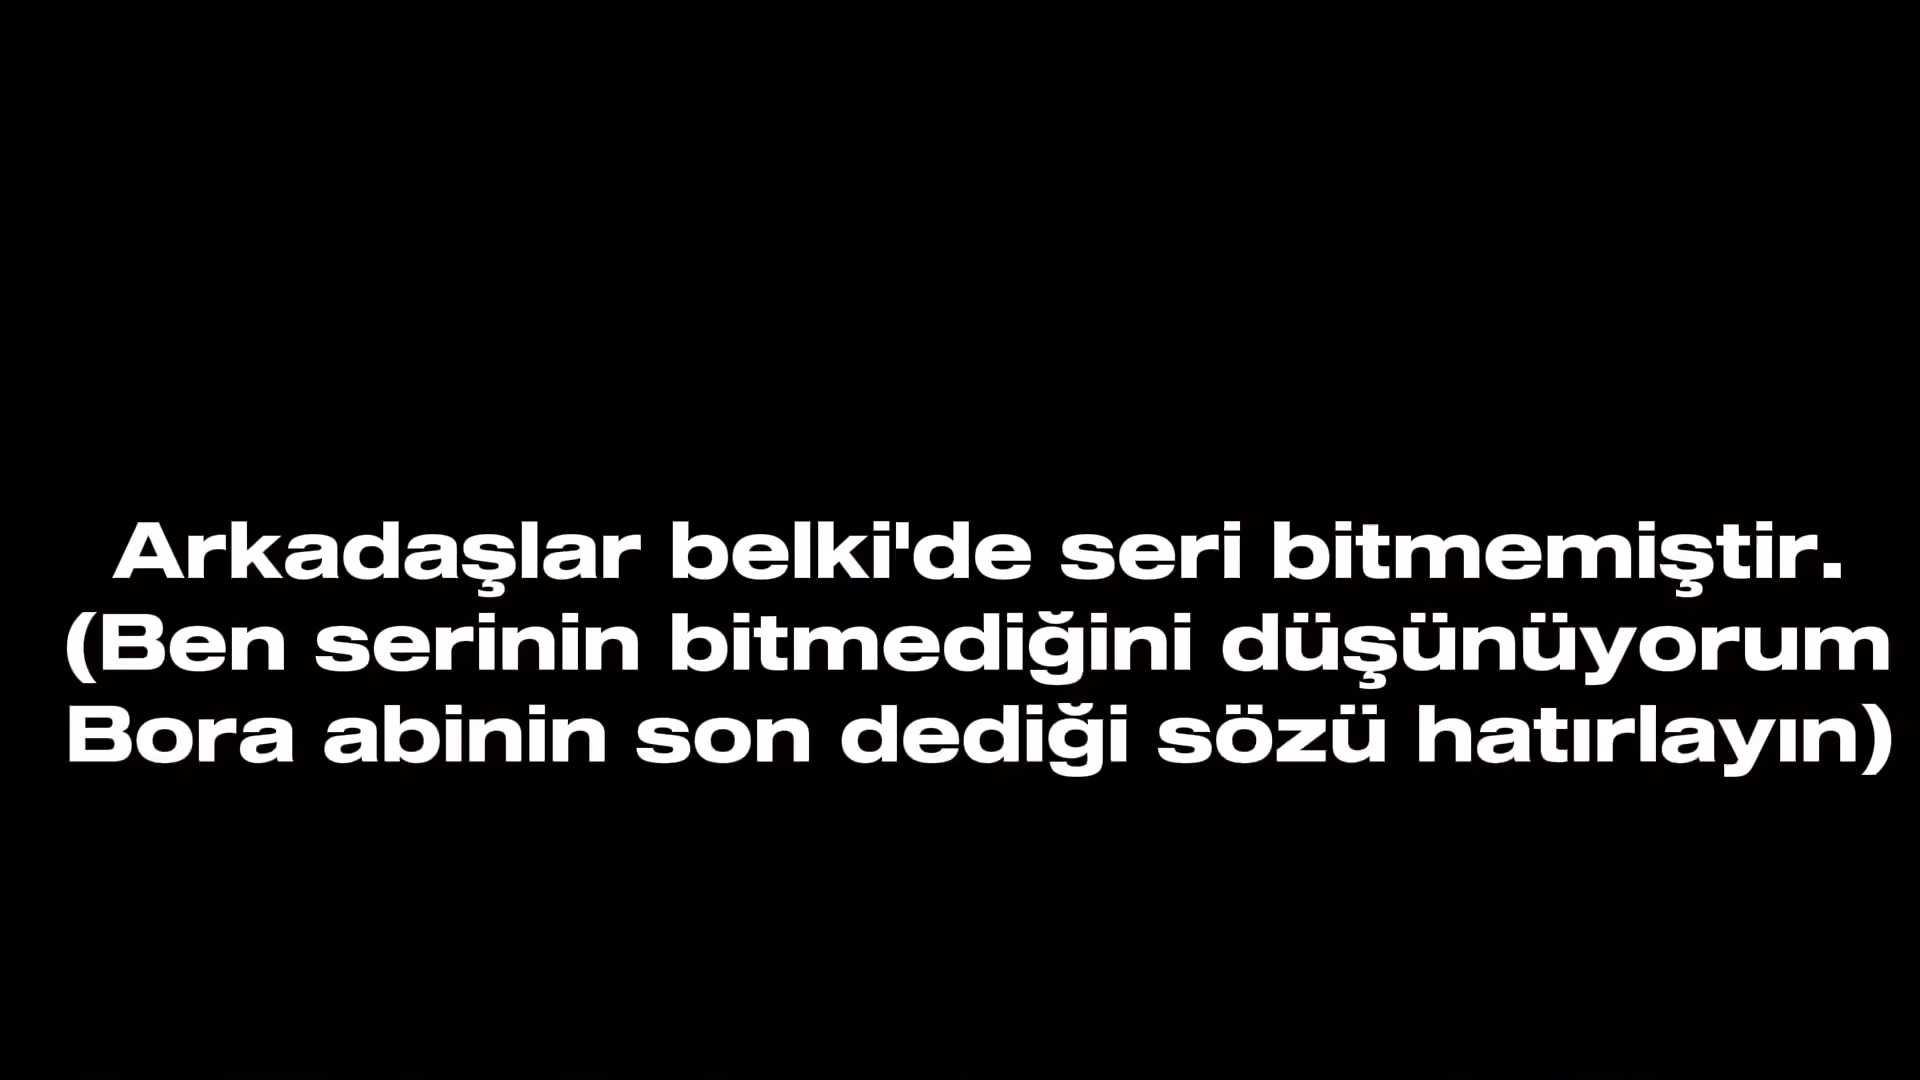 Arkadaşlar belki'de seri bitmemiştir.
(Ben serinin bitmediğini düşünüyorum
Bora abinin son dediği sözü hatırlayın)